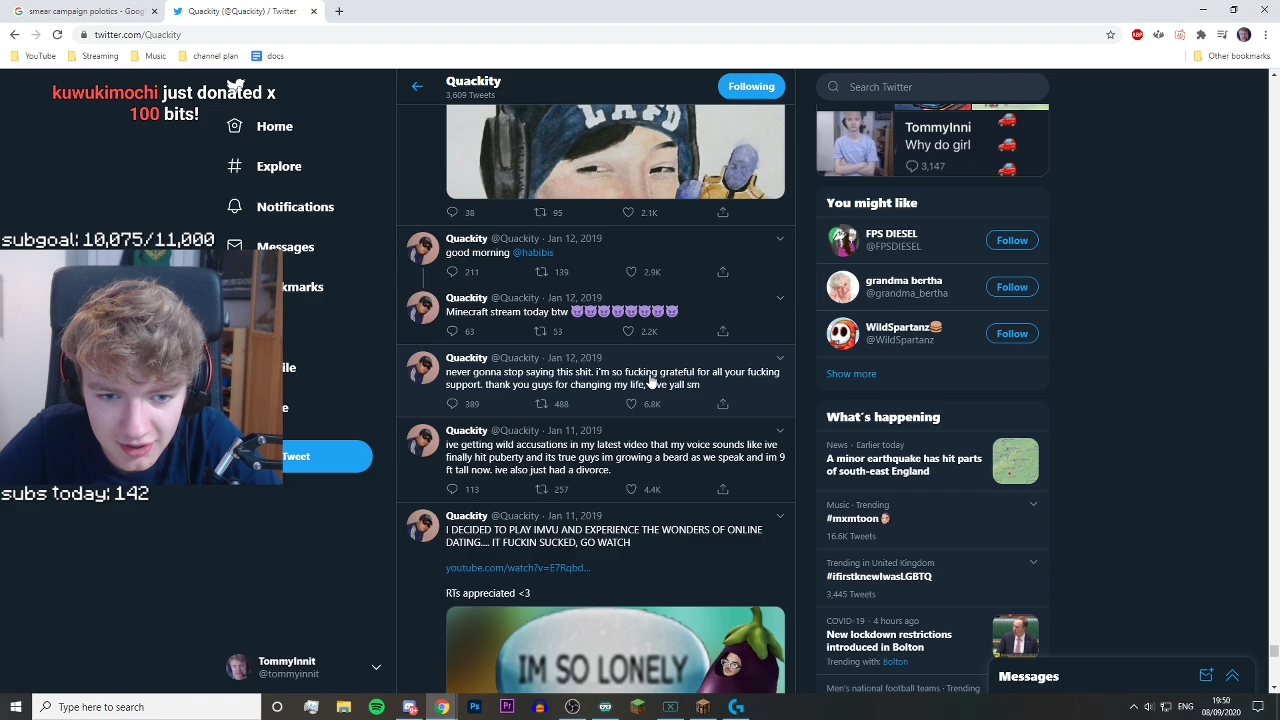 smear campaign politics - Goog
Quackity (@Quackity) / Twitter
twitter.com/Quackity
YouTube
Streaming
Music
channel plan
docs
Other bookmarks
kuwukimochi just donated x
100 bits!
Home
Explore
Notifications
Messages
kmarks
ile
e
Tweet
subgoal: 10,075/11,000
subs today: 142
TommyInnit
@tommyinnit
Quackity
3,609 Tweets
Following
38 95 2.1K
Quackity @Quackity · Jan 12, 2019
good morning @habibis
211 139 2.9K
Quackity @Quackity · Jan 12, 2019
Minecraft stream today btw 😈😈😈😈😈😈😈😈
63 53 2.2K
Quackity @Quackity · Jan 12, 2019
never gonna stop saying this shit. i'm so fucking grateful for all your fucking
support. thank you guys for changing my life, ve yall sm
389 488 6.8K
Quackity @Quackity · Jan 11, 2019
ive getting wild accusations in my latest video that my voice sounds like ive
finally hit puberty and its true guys im growing a beard as we speak and im 9
ft tall now. ive also just had a divorce.
113 257 4.4K
Quackity @Quackity · Jan 11, 2019
I DECIDED TO PLAY IMVU AND EXPERIENCE THE WONDERS OF ONLINE
DATING.... IT FUCKIN SUCKED, GO WATCH
youtube.com/watch?v=E7Rqbd...
RTs appreciated <3
IM SO LONELY
Search Twitter
TommyInni
Why do girl
3,147
You might like
FPS DIESEL
@FPSDIESEL
Follow
grandma bertha
@grandma_bertha
Follow
WildSpartanz🍔
@WildSpartanz
Follow
Show more
What's happening
News · Earlier today
A minor earthquake has hit parts
of south-east England
Music · Trending
#mxmtoon
16.6K Tweets
Trending in United Kingdom
#ifirstknewIwasLGBTQ
3,445 Tweets
COVID-19 · 4 hours ago
New lockdown restrictions
introduced in Bolton
Trending with: Bolton
Men's national football teams · Trending
Messages
Type here to search
ENG
19:50
08/09/2020